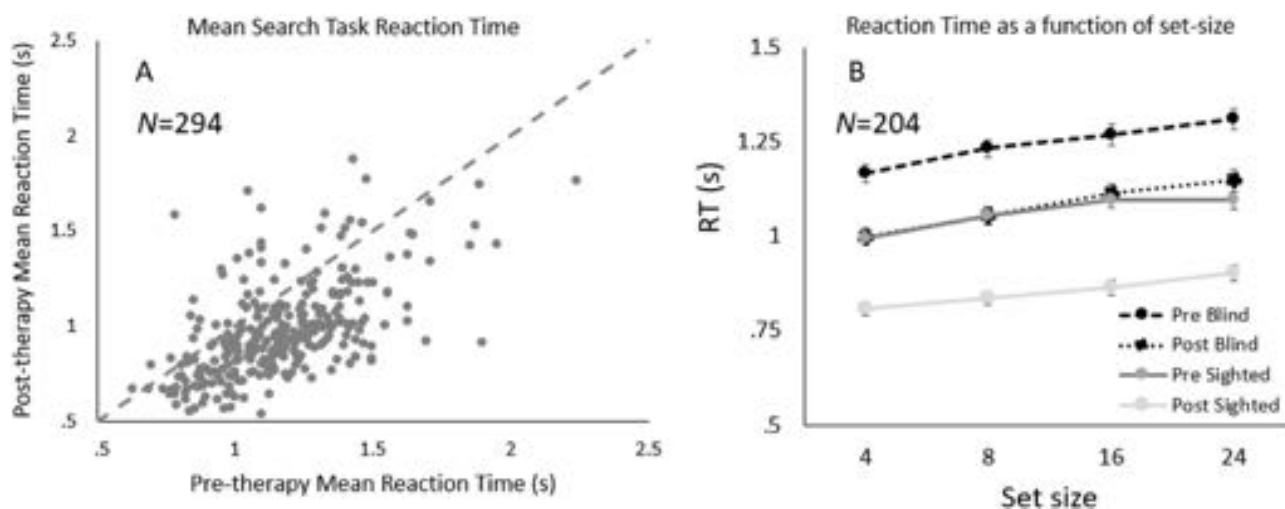 Mean Search Task Reaction Time
A
N=294
Post-therapy Mean Reaction Time (s)
2.5
2
1.5
1
.5
.5
1
1.5
2
2.5
Pre-therapy Mean Reaction Time (s)
Reaction Time as a function of set-size
B
N=204
RT (s)
1.5
1.25
1
0.75
.5
Pre Blind
Post Blind
Pre Sighted
Post Sighted
4
8
16
24
Set size